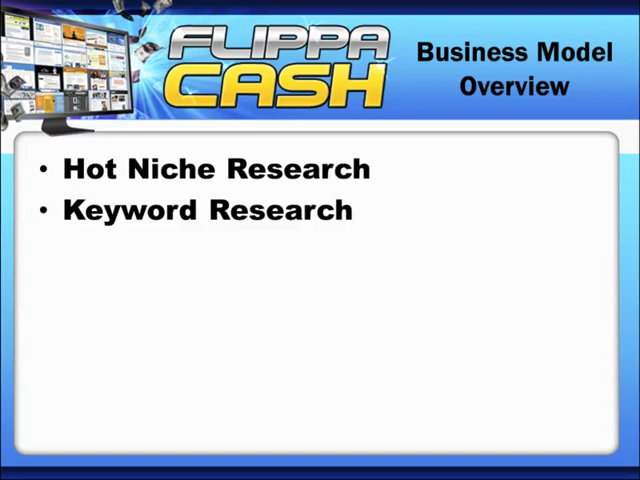 FLIPPA
CASH
Business Model
Overview
• Hot Niche Research
• Keyword Research